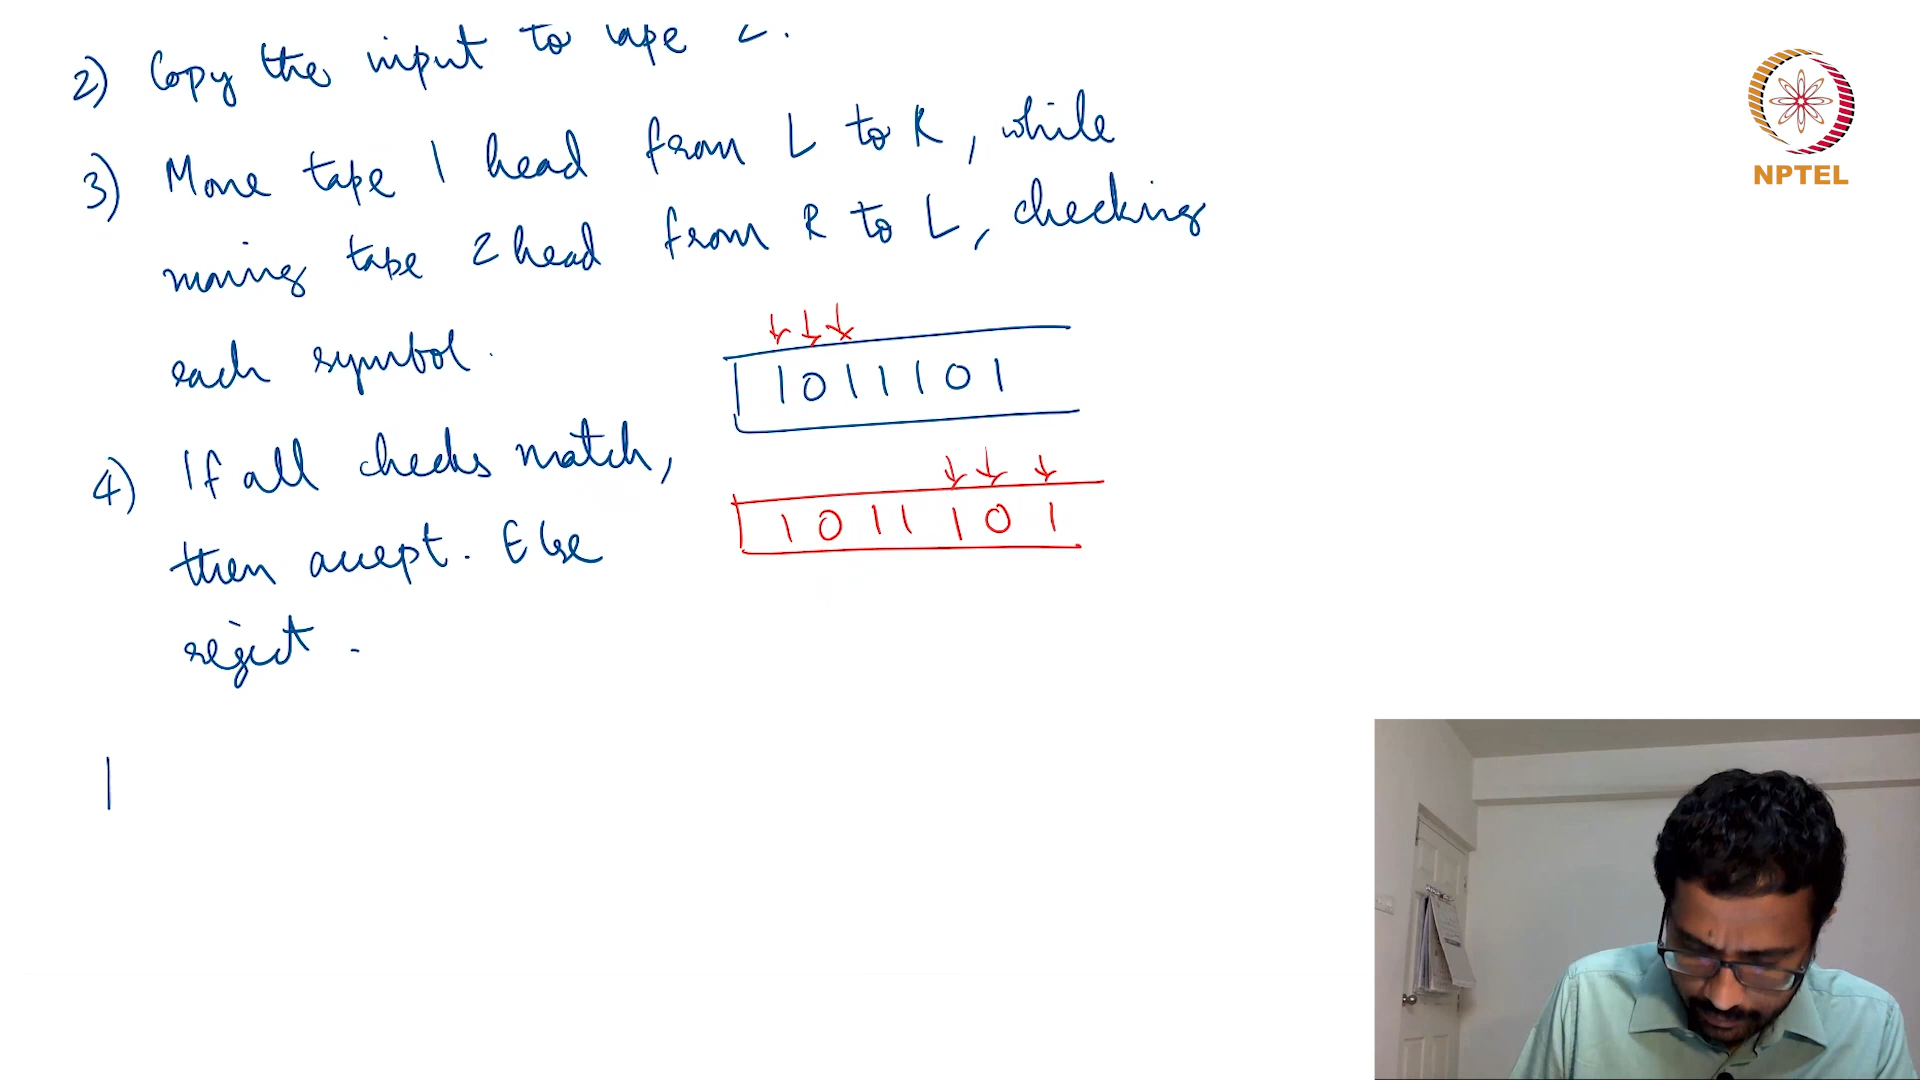 2) Copy the input to tape 2.
3) Move tape 1 head from L to R, while
moving tape 2 head from R to L, checking
each symbol.
4) If all checks match,
then accept. Else
reject.
1011101
1011101
NPTEL